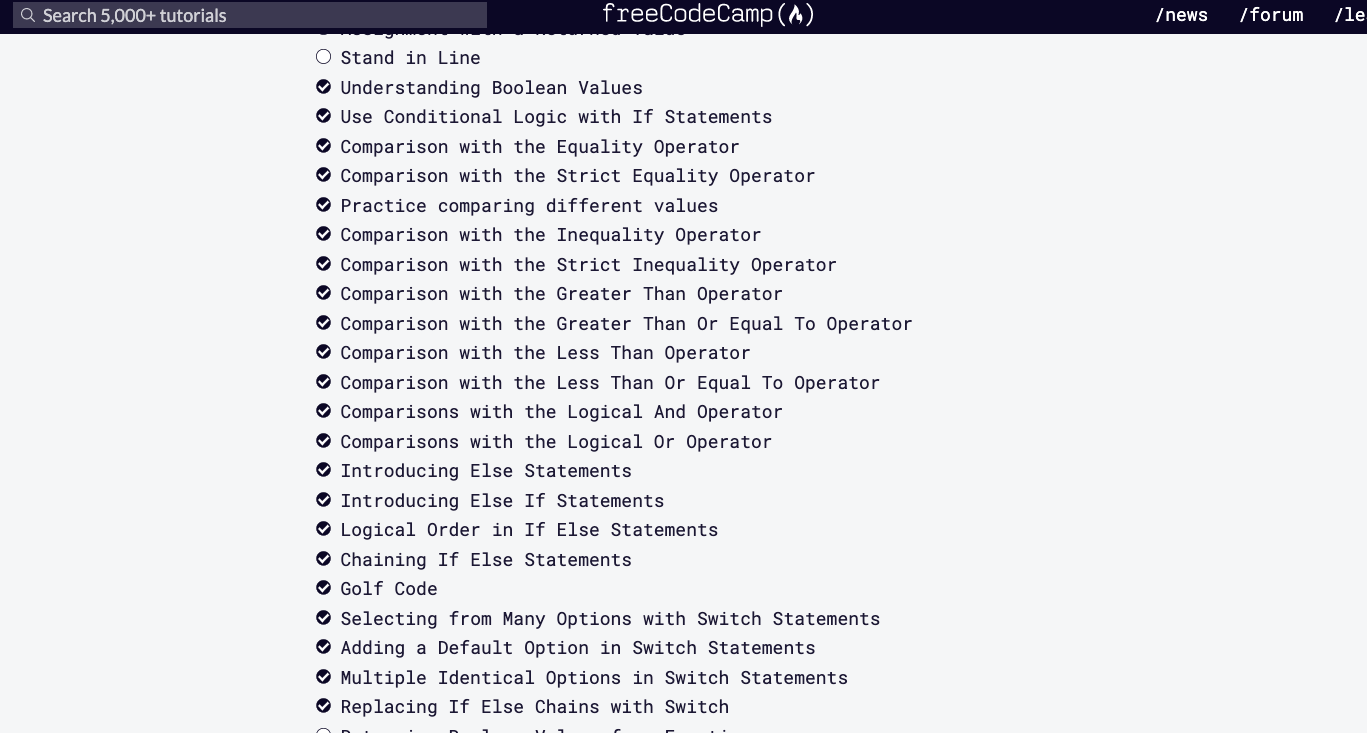 Search 5,000+ tutorials
freeCodeCamp
/news
/forum
/le
Assignment with a Returned Value
Stand in Line
Understanding Boolean Values
Use Conditional Logic with If Statements
Comparison with the Equality Operator
Comparison with the Strict Equality Operator
Practice comparing different values
Comparison with the Inequality Operator
Comparison with the Strict Inequality Operator
Comparison with the Greater Than Operator
Comparison with the Greater Than Or Equal To Operator
Comparison with the Less Than Operator
Comparison with the Less Than Or Equal To Operator
Comparisons with the Logical And Operator
Comparisons with the Logical Or Operator
Introducing Else Statements
Introducing Else If Statements
Logical Order in If Else Statements
Chaining If Else Statements
Golf Code
Selecting from Many Options with Switch Statements
Adding a Default Option in Switch Statements
Multiple Identical Options in Switch Statements
Replacing If Else Chains with Switch